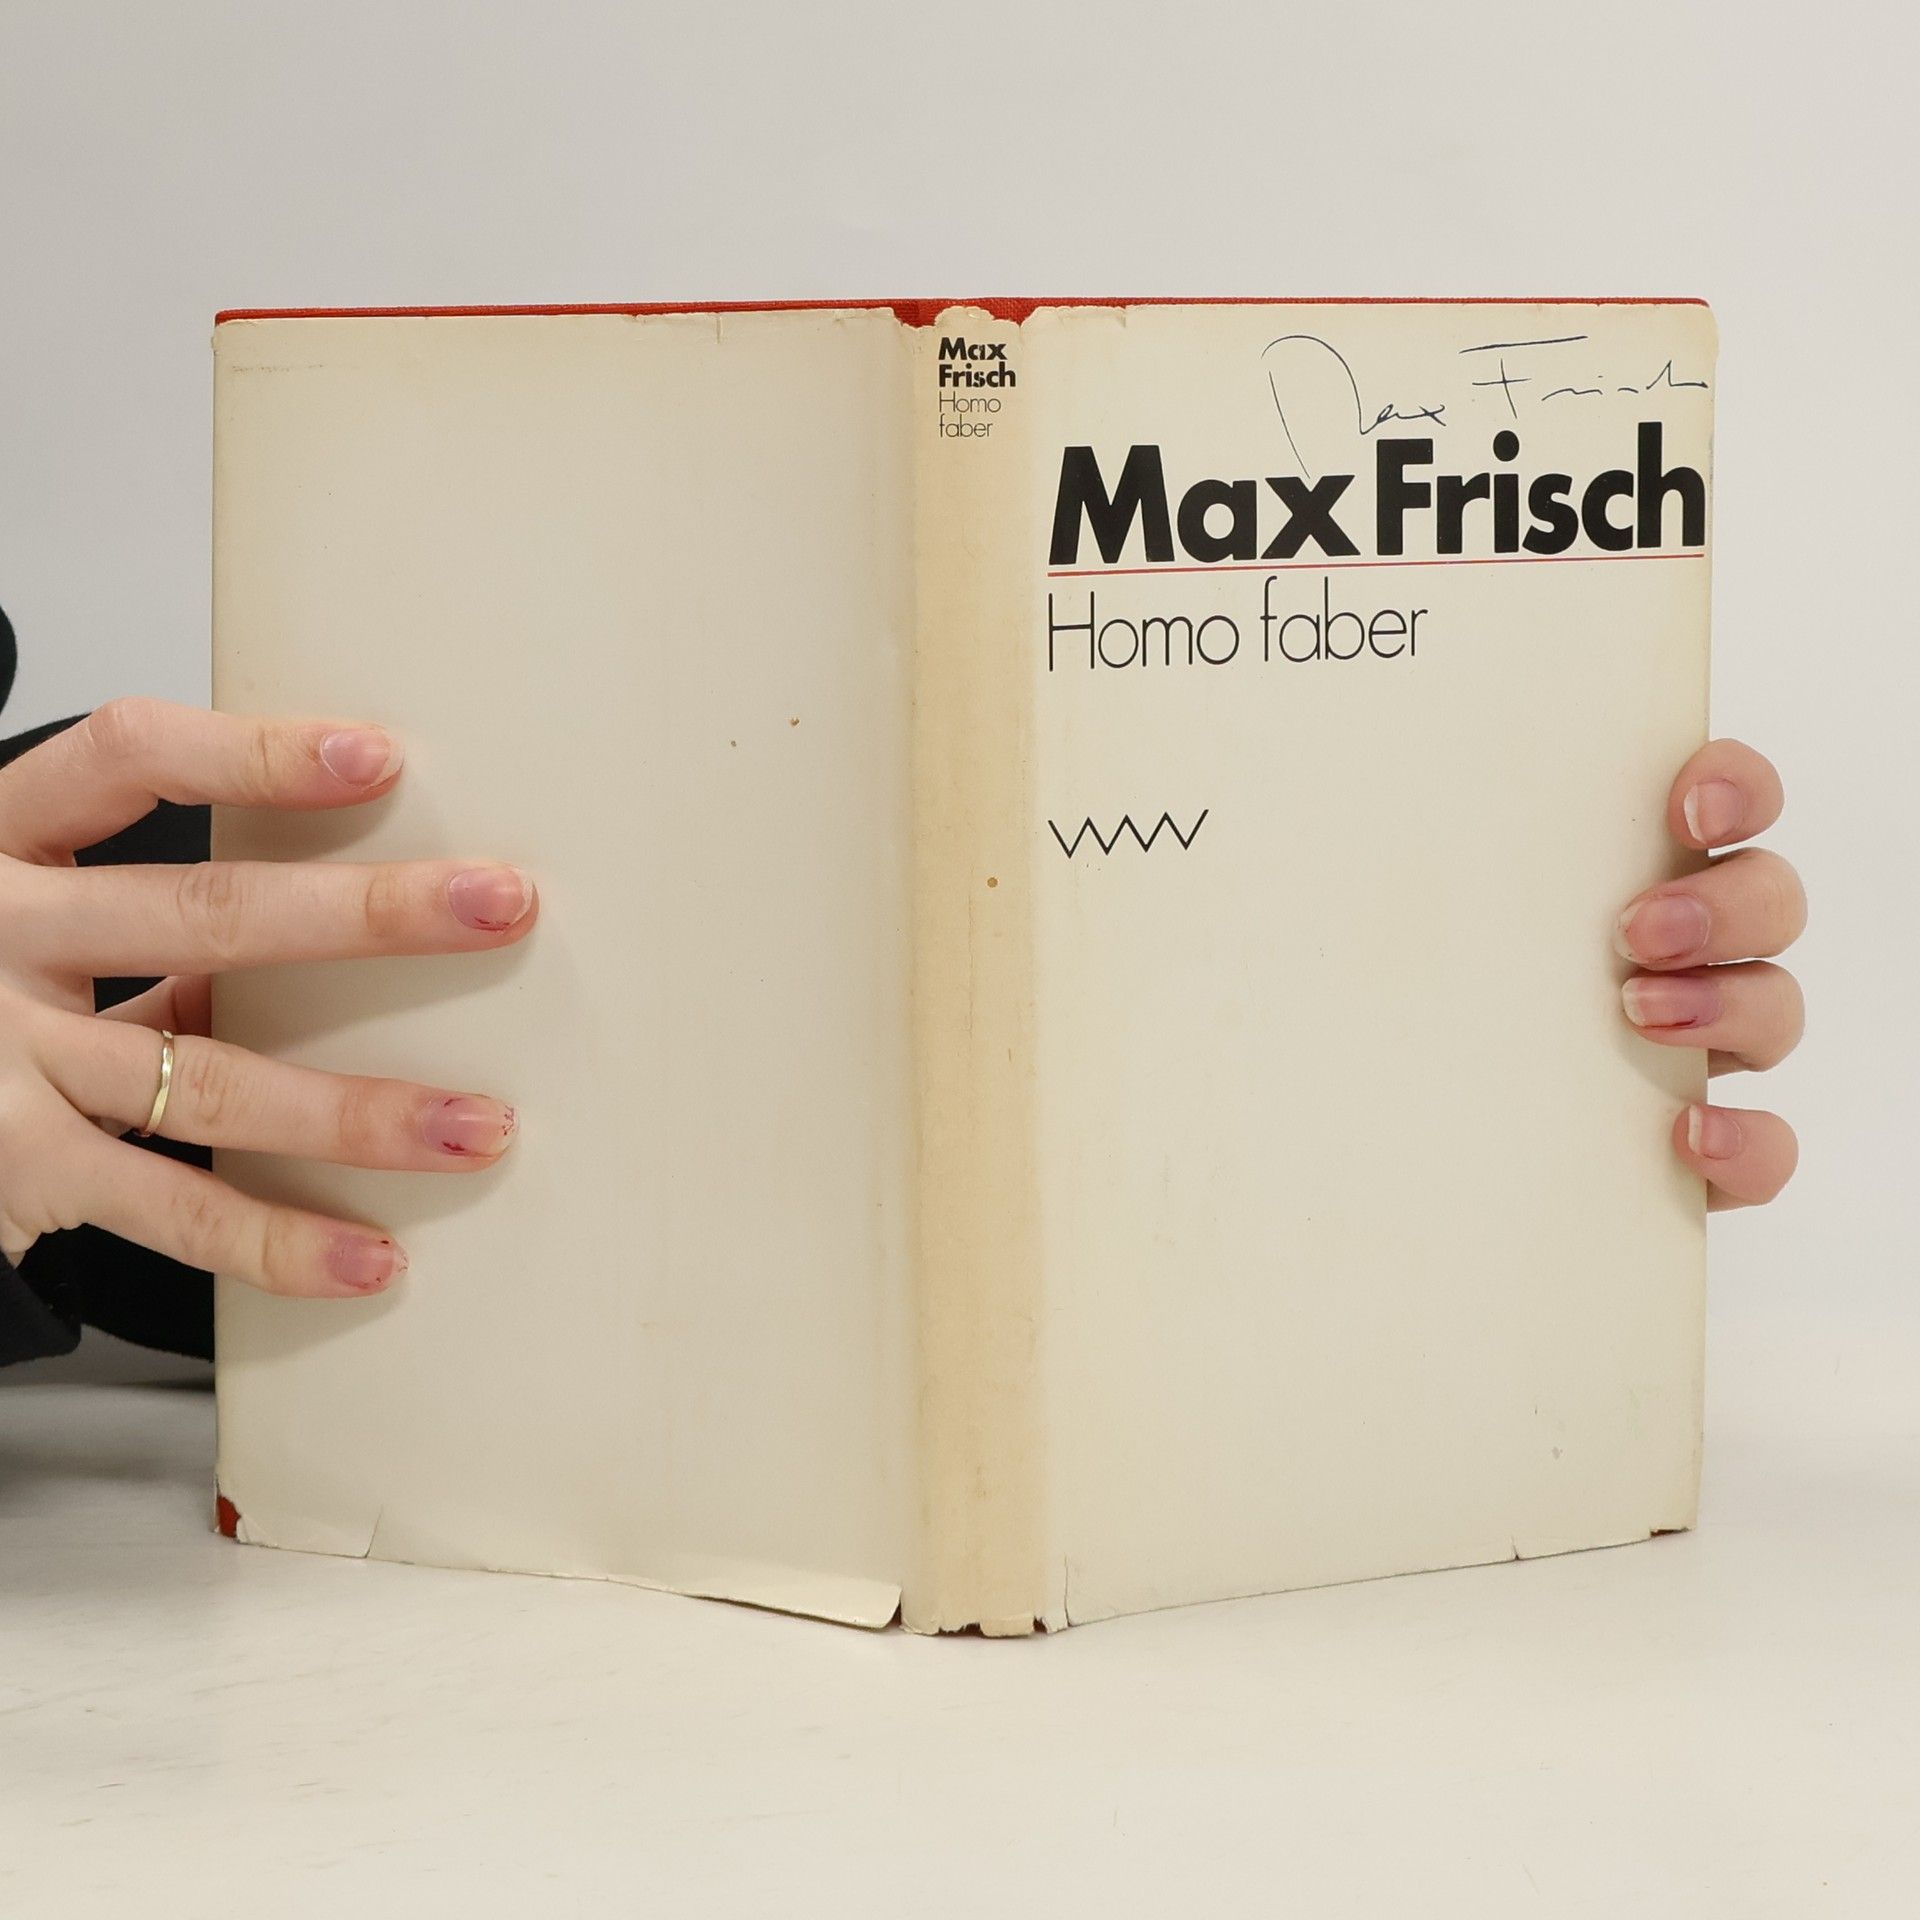 Max
Frisch
Homo
faber
Max Frisch
Max Frisch
Homo faber